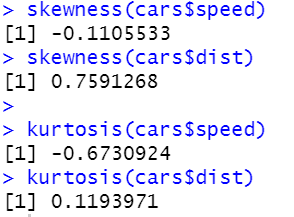 > skewness(cars$speed)
[1] -0.1105533
> skewness(cars$dist)
[1] 0.7591268
>
> kurtosis(cars$speed)
[1] -0.6730924
> kurtosis(cars$dist)
[1] 0.1193971